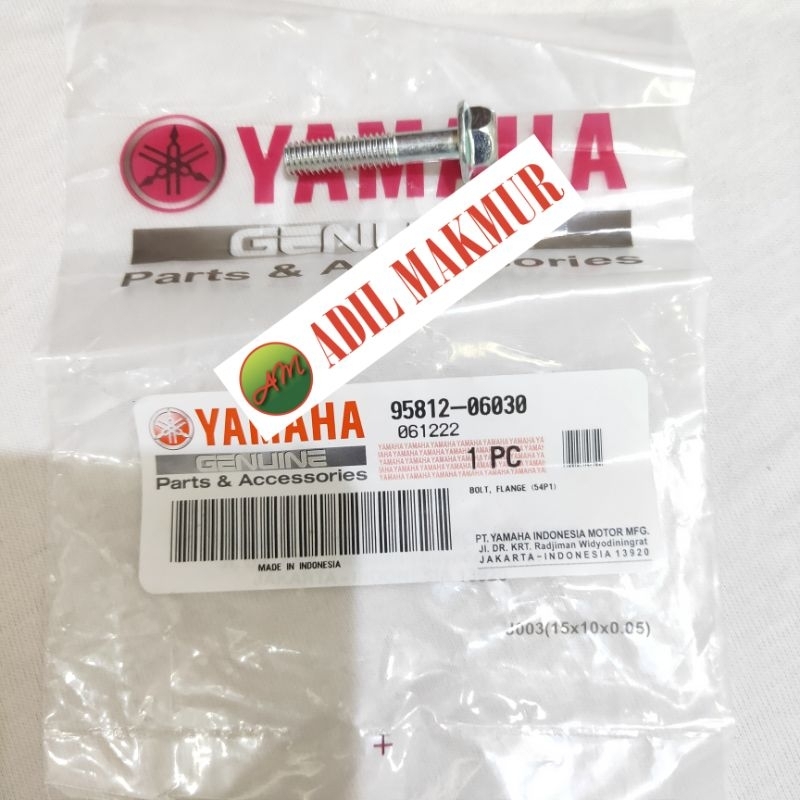 YAMAHA
GENUINE
Parts & Accessories
ADIL MAKMUR
AM
YAMAHA
GENUINE
Parts & Accessories
95812-06030
061222
1 PC
BOLT, FLANGE (54P1)
MADE IN INDONESIA
PT. YAMAHA INDONESIA MOTOR MFG.
Jl. DR. KRT. Radjiman Widyodiningrat
JAKARTA-INDONESIA 13920
J003(15x10x0.05)